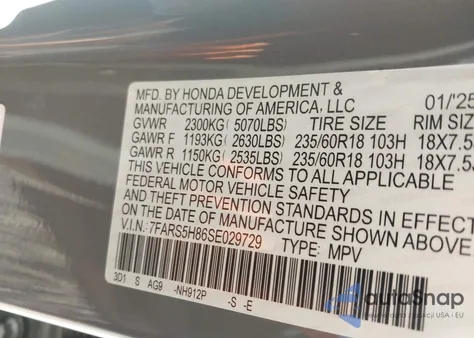 MFD. BY HONDA DEVELOPMENT & MANUFACTURING OF AMERICA, LLC 01/'25
GVWR 2300KG (5070LBS) TIRE SIZE RIM SIZE
GAWR F 1193KG (2630LBS) 235/60R18 103H 18X7.5
GAWR R 1150KG (2535LBS) 235/60R18 103H 18X7.5
THIS VEHICLE CONFORMS TO ALL APPLICABLE
FEDERAL MOTOR VEHICLE SAFETY
AND THEFT PREVENTION STANDARDS IN EFFECT
ON THE DATE OF MANUFACTURE SHOWN ABOVE
V.I.N.: 7FARS5H86SE029729 TYPE: MPV
3D1 S AG9 -NH912P -S -E
autoSnap
USA i EU